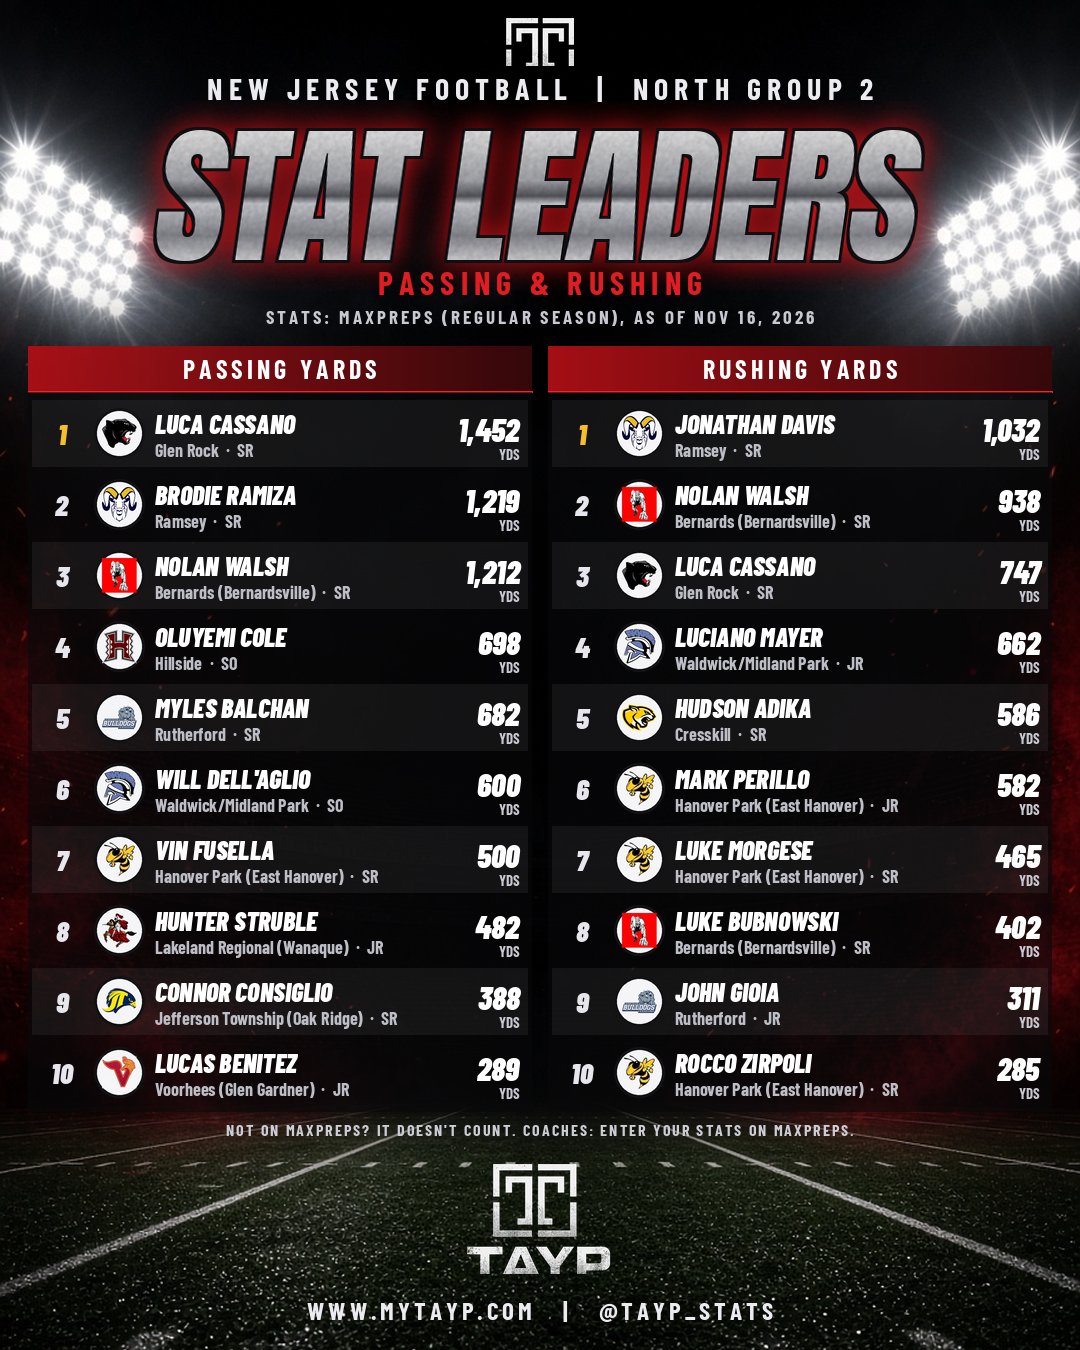 NEW JERSEY FOOTBALL | NORTH GROUP 2
STAT LEADERS
PASSING & RUSHING
STATS: MAXPREPS (REGULAR SEASON), AS OF NOV 16, 2026
PASSING YARDS
1 LUCA CASSANO 1,452
Glen Rock · SR YDS
2 BRODIE RAMIZA 1,219
Ramsey · SR YDS
3 NOLAN WALSH 1,212
Bernards (Bernardsville) · SR YDS
4 OLUYEMI COLE 698
Hillside · SO YDS
5 MYLES BALCHAN 682
BULLDOGS
Rutherford · SR YDS
6 WILL DELL'AGLIO 600
Waldwick/Midland Park · SO YDS
7 VIN FUSELLA 500
Hanover Park (East Hanover) · SR YDS
8 HUNTER STRUBLE 482
Lakeland Regional (Wanaque) · JR YDS
9 CONNOR CONSIGLIO 388
Jefferson Township (Oak Ridge) · SR YDS
10 LUCAS BENITEZ 289
Voorhees (Glen Gardner) · JR YDS
RUSHING YARDS
1 JONATHAN DAVIS 1,032
Ramsey · SR YDS
2 NOLAN WALSH 938
Bernards (Bernardsville) · SR YDS
3 LUCA CASSANO 747
Glen Rock · SR YDS
4 LUCIANO MAYER 662
Waldwick/Midland Park · JR YDS
5 HUDSON ADIKA 586
Cresskill · SR YDS
6 MARK PERILLO 582
Hanover Park (East Hanover) · JR YDS
7 LUKE MORGESE 465
Hanover Park (East Hanover) · SR YDS
8 LUKE BUBNOWSKI 402
Bernards (Bernardsville) · SR YDS
9 JOHN GIOIA 311
BULLDOGS
Rutherford · JR YDS
10 ROCCO ZIRPOLI 285
Hanover Park (East Hanover) · SR YDS
NOT ON MAXPREPS? IT DOESN'T COUNT. COACHES: ENTER YOUR STATS ON MAXPREPS.
TAYP
WWW.MYTAYP.COM | @TAYP_STATS